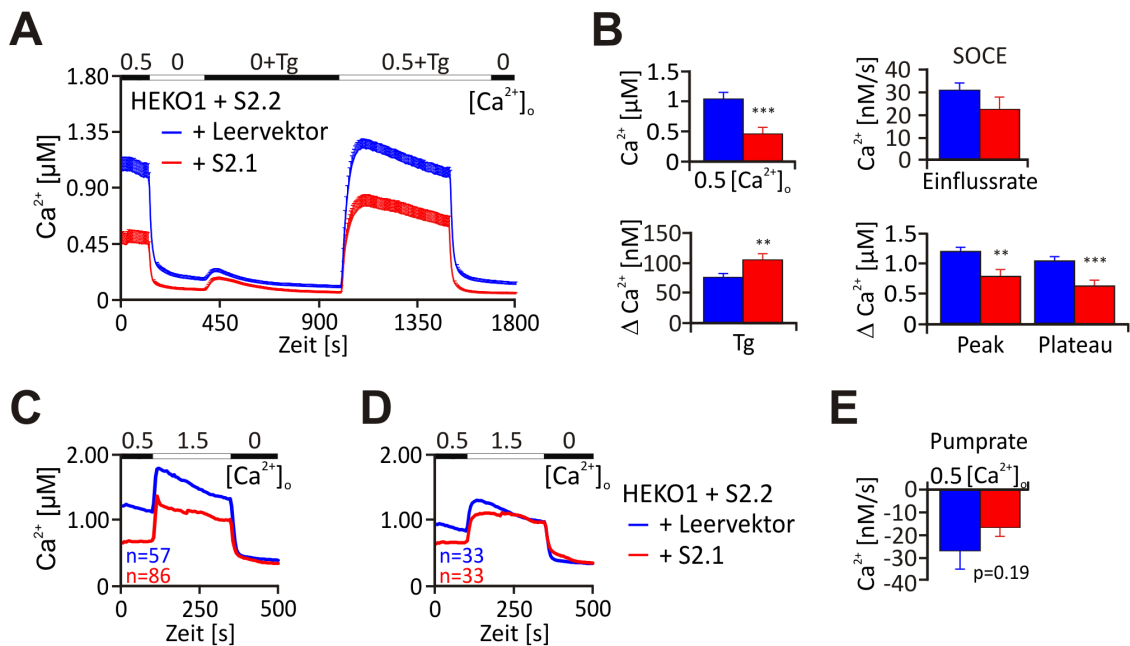 A
0.5 0 0+Tg 0.5+Tg 0
[Ca²⁺]ₒ
HEKO1 + S2.2
+ Leervektor
+ S2.1
Ca²⁺ [µM]
1.80
1.35
0.90
0.45
0
0 450 900 1350 1800
Zeit [s]
B
Ca²⁺ [µM]
1.5
1
0.5
0
***
0.5 [Ca²⁺]ₒ
SOCE
Ca²⁺ [nM/s]
40
30
20
10
0
Einflussrate
Δ Ca²⁺ [nM]
150
100
50
0
**
Tg
Δ Ca²⁺ [µM]
1.5
1.0
0.5
0
**
***
Peak Plateau
C
0.5 1.5 0
[Ca²⁺]ₒ
Ca²⁺ [µM]
2.00
1.00
0
n=57
n=86
0 250 500
Zeit [s]
D
0.5 1.5 0
[Ca²⁺]ₒ
2.00
1.00
0
n=33
n=33
0 250 500
Zeit [s]
HEKO1 + S2.2
+ Leervektor
+ S2.1
E
Pumprate
0.5 [Ca²⁺]ₒ
Ca²⁺ [nM/s]
0
-10
-20
-30
-40
p=0.19